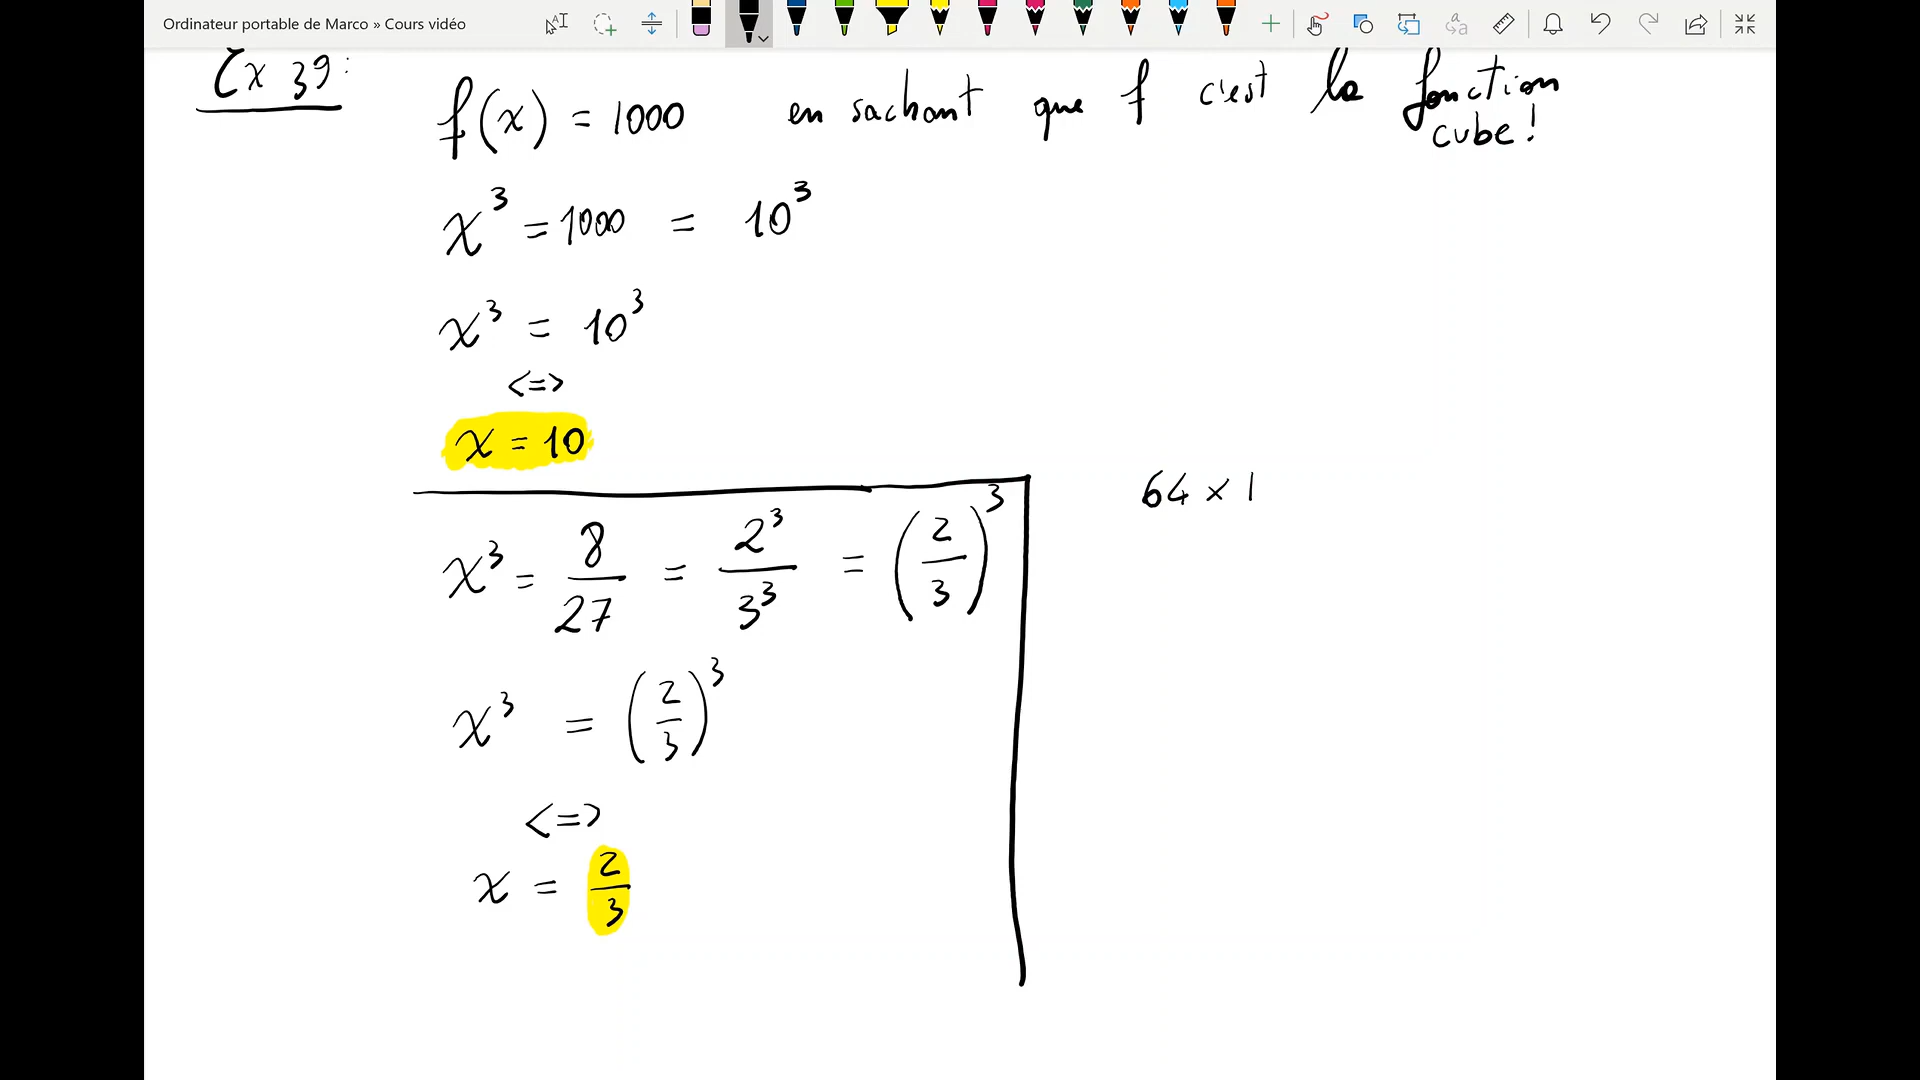 Ordinateur portable de Marco » Cours vidéo
Ex 39:
f(x) = 1000 en sachant que f c'est la fonction
cube!
x³ = 1000 = 10³
x³ = 10³
<=>
x = 10
64 x 1
x³ = 8/27 = 2³/3³ = (2/3)³
x³ = (2/3)³
<=>
x = 2/3